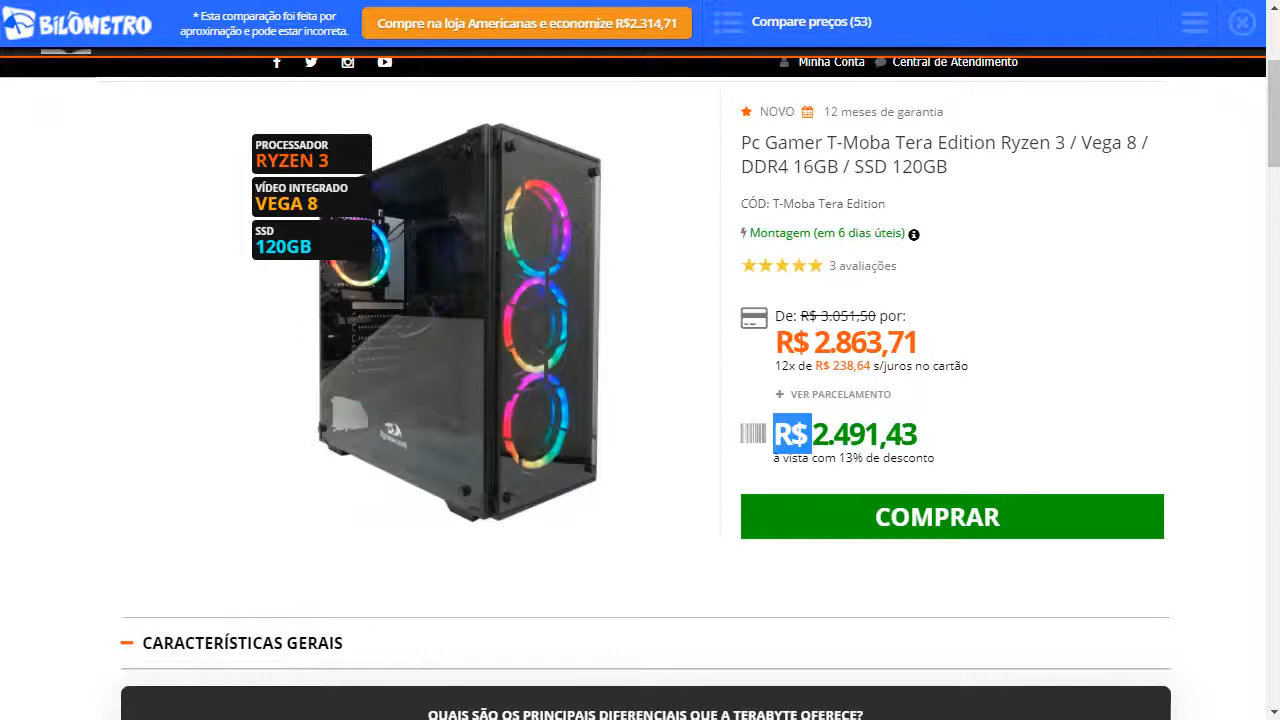 BILÔMETRO
* Esta comparação foi feita por
aproximação e pode estar incorreta.
Compre na loja Americanas e economize R$2.314,71
Compare preços (53)
Minha Conta
Central de Atendimento
PROCESSADOR
RYZEN 3
VÍDEO INTEGRADO
VEGA 8
SSD
120GB
REDRAGON
NOVO
12 meses de garantia
Pc Gamer T-Moba Tera Edition Ryzen 3 / Vega 8 /
DDR4 16GB / SSD 120GB
CÓD: T-Moba Tera Edition
Montagem (em 6 dias úteis)
3 avaliações
De: R$ 3.051,50 por:
R$ 2.863,71
12x de R$ 238,64 s/juros no cartão
+ VER PARCELAMENTO
R$ 2.491,43
à vista com 13% de desconto
COMPRAR
CARACTERÍSTICAS GERAIS
QUAIS SÃO OS PRINCIPAIS DIFERENCIAIS QUE A TERABYTE OFERECE?